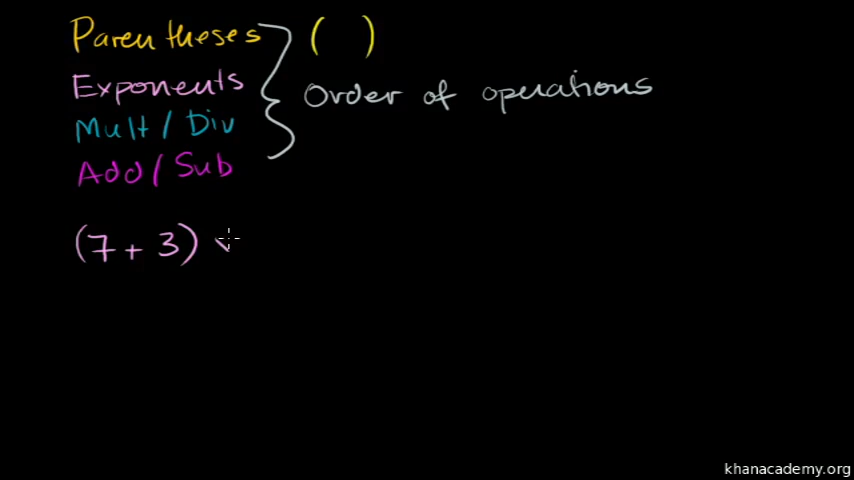 Parentheses ( )
Exponents
Order of operations
Mult / Div
Add / Sub
(7 + 3)
khanacademy.org